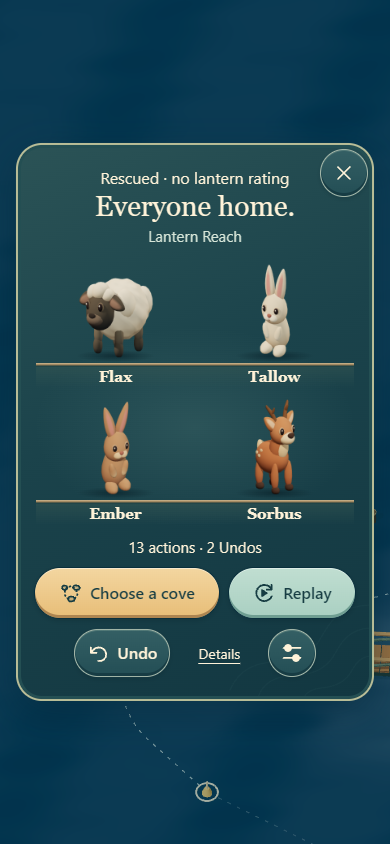 Rescued · no lantern rating
Everyone home.
Lantern Reach
Flax
Tallow
Ember
Sorbus
13 actions · 2 Undos
Choose a cove
Replay
Undo
Details